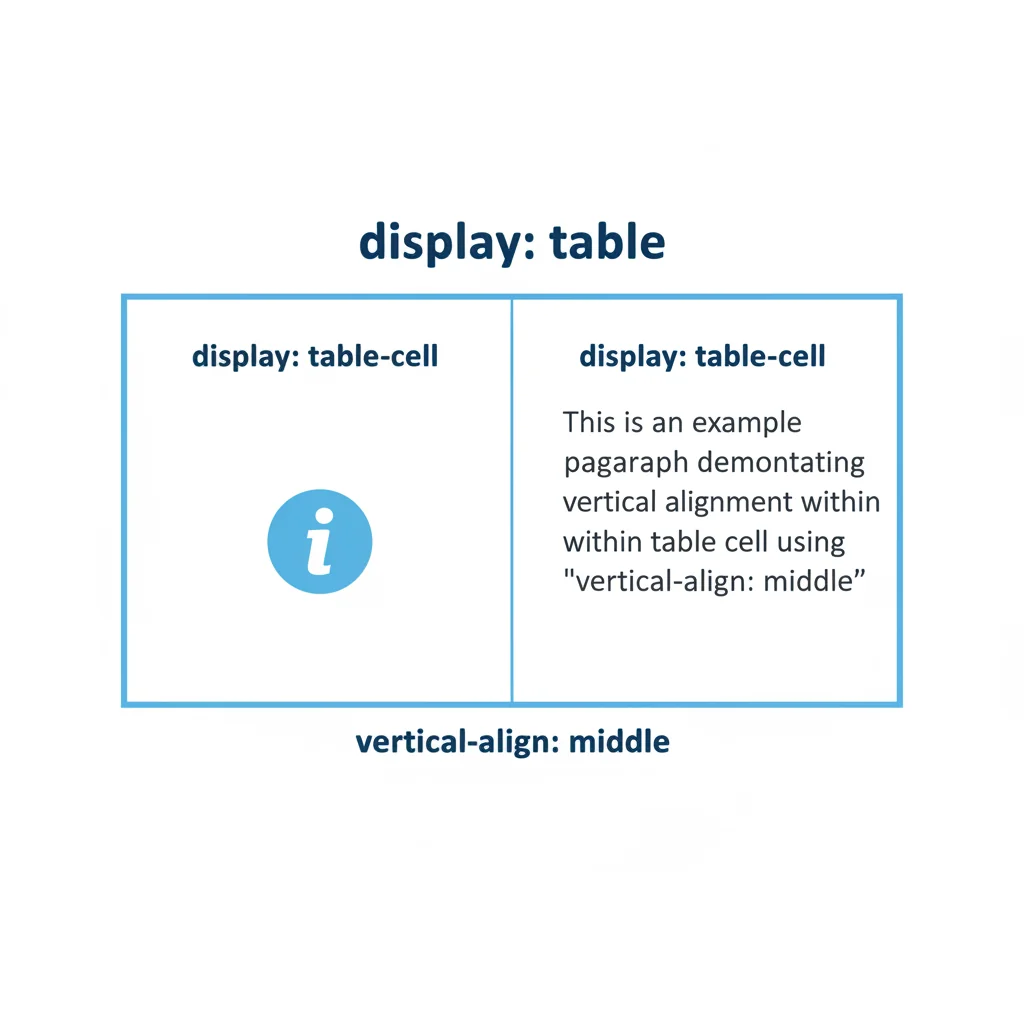 display: table
display: table-cell
i
display: table-cell
This is an example
pagaraph demontating
vertical alignment within
within table cell using
"vertical-align: middle”
vertical-align: middle